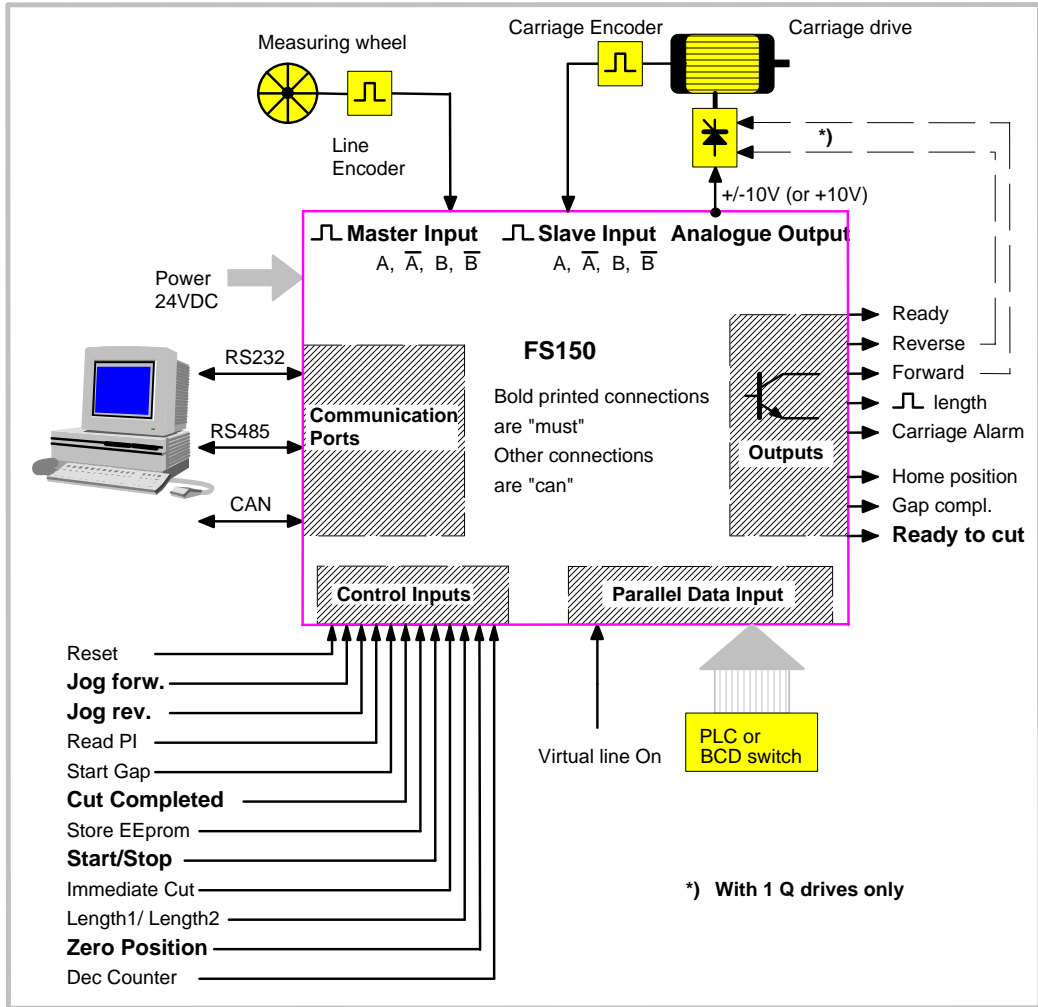 Measuring wheel
Carriage Encoder
Carriage drive
Line
Encoder
*)
+/-10V (or +10V)
Master Input
A, A̅, B, B̅
Slave Input
A, A̅, B, B̅
Analogue Output
Power
24VDC
RS232
RS485
CAN
Communication
Ports
FS150
Bold printed connections
are "must"
Other connections
are "can"
Outputs
Ready
Reverse
Forward
length
Carriage Alarm
Home position
Gap compl.
Ready to cut
Control Inputs
Parallel Data Input
Reset
Jog forw.
Jog rev.
Read PI
Start Gap
Cut Completed
Store EEprom
Start/Stop
Immediate Cut
Length1/ Length2
Zero Position
Dec Counter
Virtual line On
PLC or
BCD switch
*) With 1 Q drives only